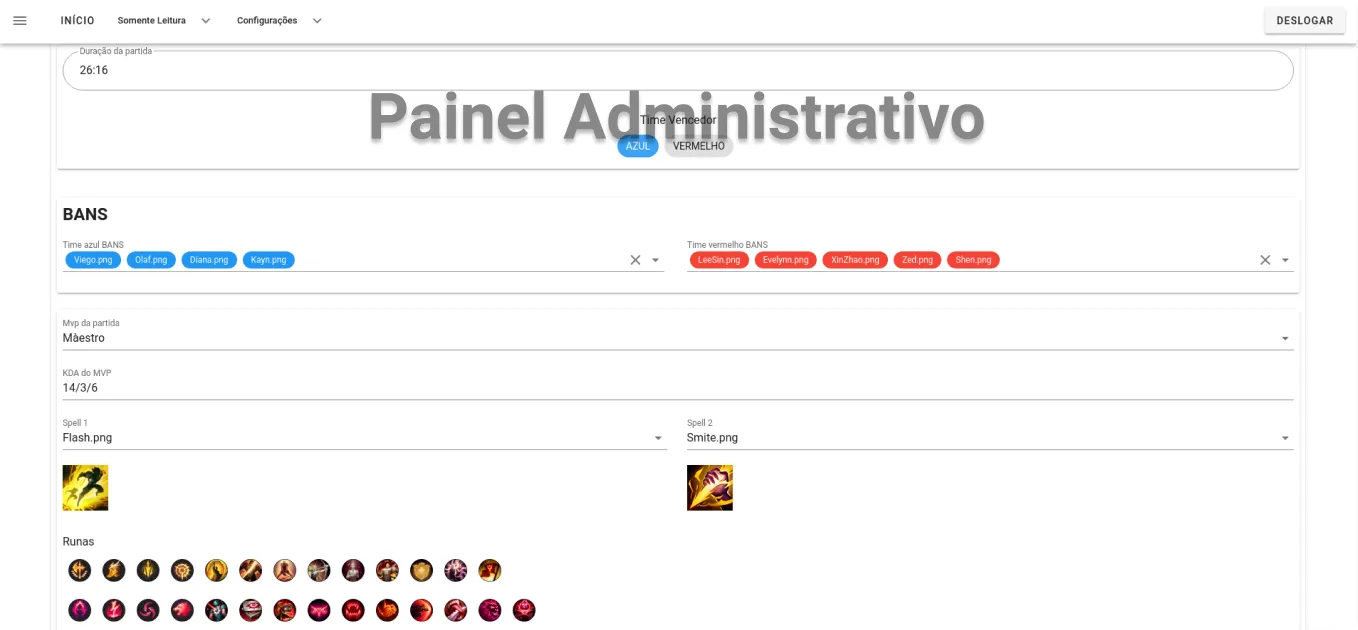 INÍCIO Somente Leitura Configurações DESLOGAR
Duração da partida
26:16
Painel Administrativo
Time Vencedor
AZUL VERMELHO
BANS
Time azul BANS Time vermelho BANS
Viego.png Olaf.png Diana.png Kayn.png LeeSin.png Evelynn.png XinZhao.png Zed.png Shen.png
Mvp da partida
Màestro
KDA do MVP
14/3/6
Spell 1 Spell 2
Flash.png Smite.png
Runas